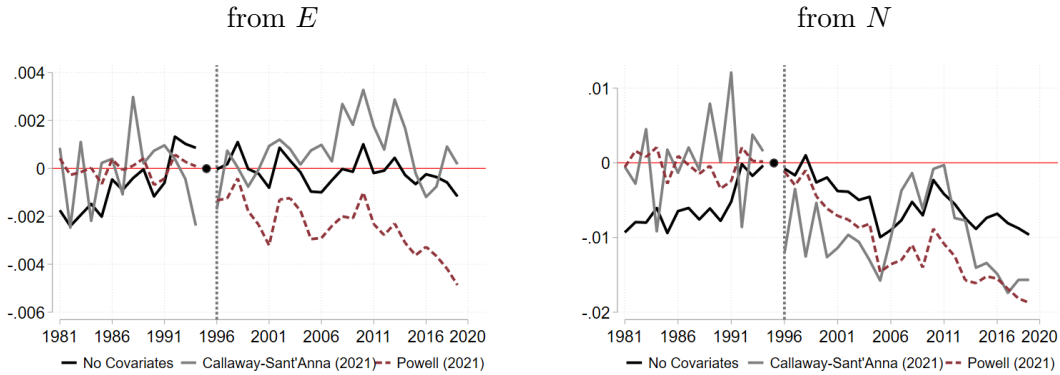 from E
from N
.004
.002
0
-.002
-.004
-.006
1981 1986 1991 1996 2001 2006 2011 2016 2020
No Covariates Callaway-Sant'Anna (2021) Powell (2021)
.01
0
-.01
-.02
1981 1986 1991 1996 2001 2006 2011 2016 2020
No Covariates Callaway-Sant'Anna (2021) Powell (2021)